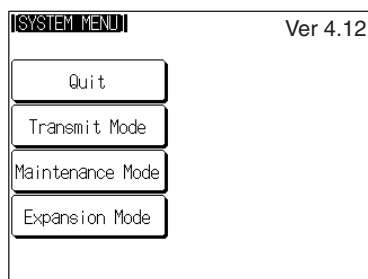 [SYSTEM MENU]
Ver 4.12
Quit
Transmit Mode
Maintenance Mode
Expansion Mode